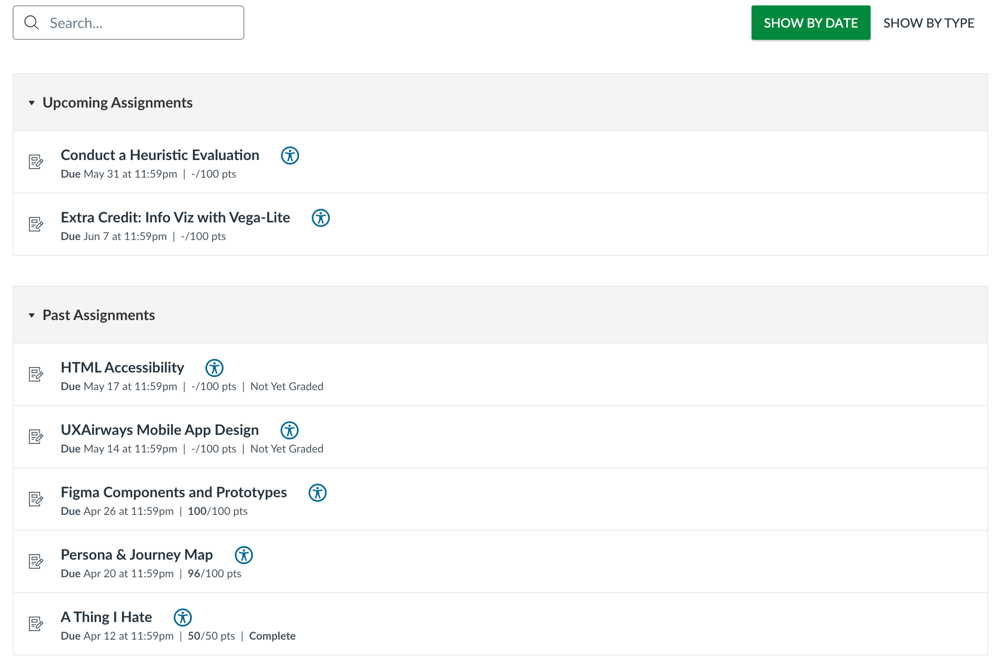 Search...
SHOW BY DATE
SHOW BY TYPE
Upcoming Assignments
Conduct a Heuristic Evaluation
Due May 31 at 11:59pm | -/100 pts
Extra Credit: Info Viz with Vega-Lite
Due Jun 7 at 11:59pm | -/100 pts
Past Assignments
HTML Accessibility
Due May 17 at 11:59pm | -/100 pts | Not Yet Graded
UXAirways Mobile App Design
Due May 14 at 11:59pm | -/100 pts | Not Yet Graded
Figma Components and Prototypes
Due Apr 26 at 11:59pm | 100/100 pts
Persona & Journey Map
Due Apr 20 at 11:59pm | 96/100 pts
A Thing I Hate
Due Apr 12 at 11:59pm | 50/50 pts | Complete